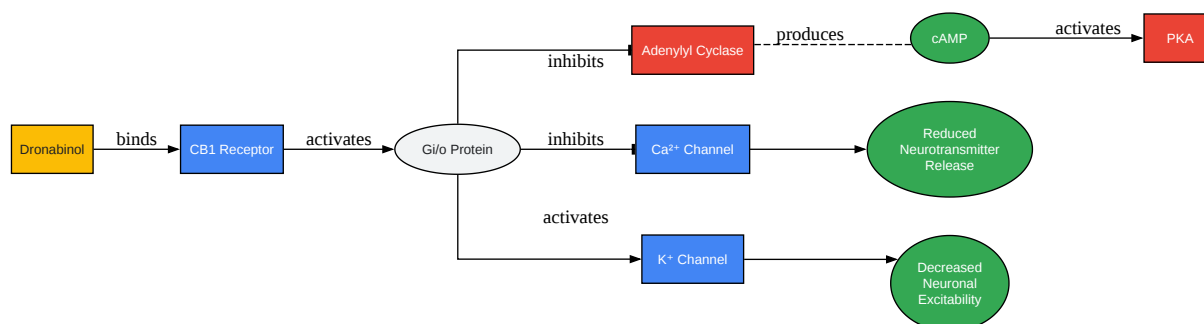 produces
activates
cAMP
PKA
Adenylyl Cyclase
inhibits
Dronabinol
binds
CB1 Receptor
activates
Gi/o Protein
inhibits
Ca²⁺ Channel
Reduced
Neurotransmitter
Release
activates
K⁺ Channel
Decreased
Neuronal
Excitability